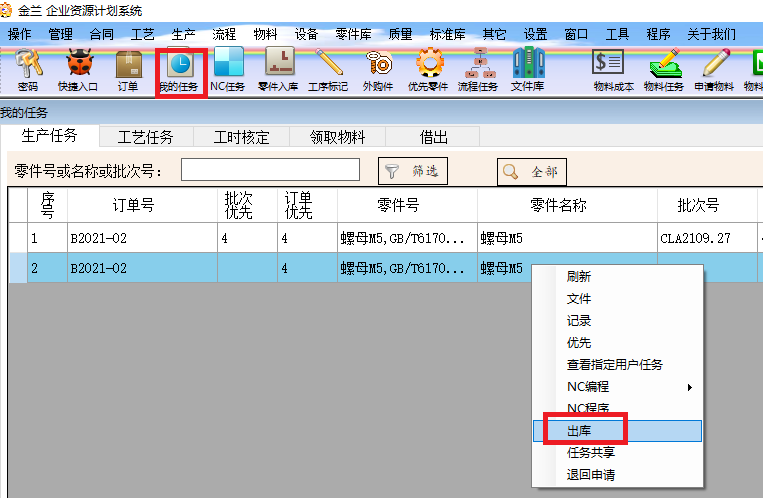 金兰 企业资源计划系统
操作 管理 合同 工艺 生产 流程 物料 设备 零件库 质量 标准库 其它 设置 窗口 工具 程序 关于我们
密码 快捷入口 订单 我的任务 NC任务 零件入库 工序标记 外购件 优先零件 流程任务 文件库 物料成本 物料任务 申请物料 物料
我的任务
生产任务 工艺任务 工时核定 领取物料 借出
零件号或名称或批次号： 筛选 全部
序号 订单号 批次优先 订单优先 零件号 零件名称 批次号
1 B2021-02 4 4 螺母M5,GB/T6170... 螺母M5 CLA2109.27
2 B2021-02 4 螺母M5,GB/T6170... 螺母M5
刷新
文件
记录
优先
查看指定用户任务
NC编程
NC程序
出库
任务共享
退回申请